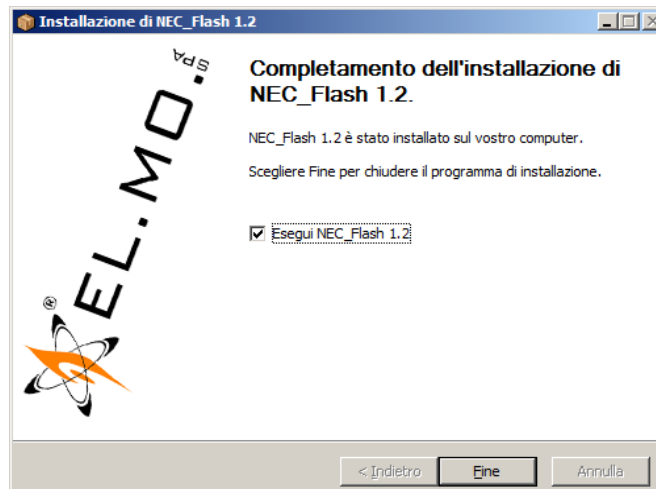 Installazione di NEC_Flash 1.2
EL.MO. SPA
®
Completamento dell'installazione di
NEC_Flash 1.2.
NEC_Flash 1.2 è stato installato sul vostro computer.
Scegliere Fine per chiudere il programma di installazione.
Esegui NEC_Flash 1.2
< Indietro
Fine
Annulla